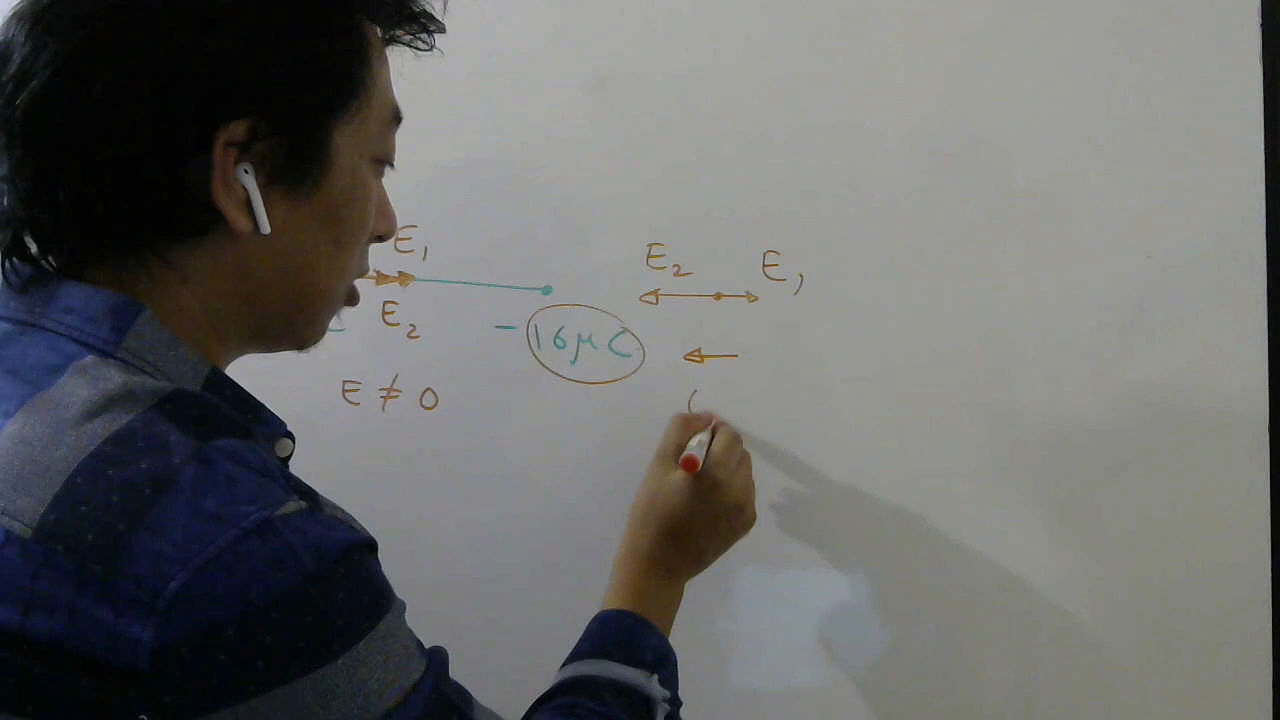 E₁
E₂ E₁
E₂
- 16μC
E ≠ 0